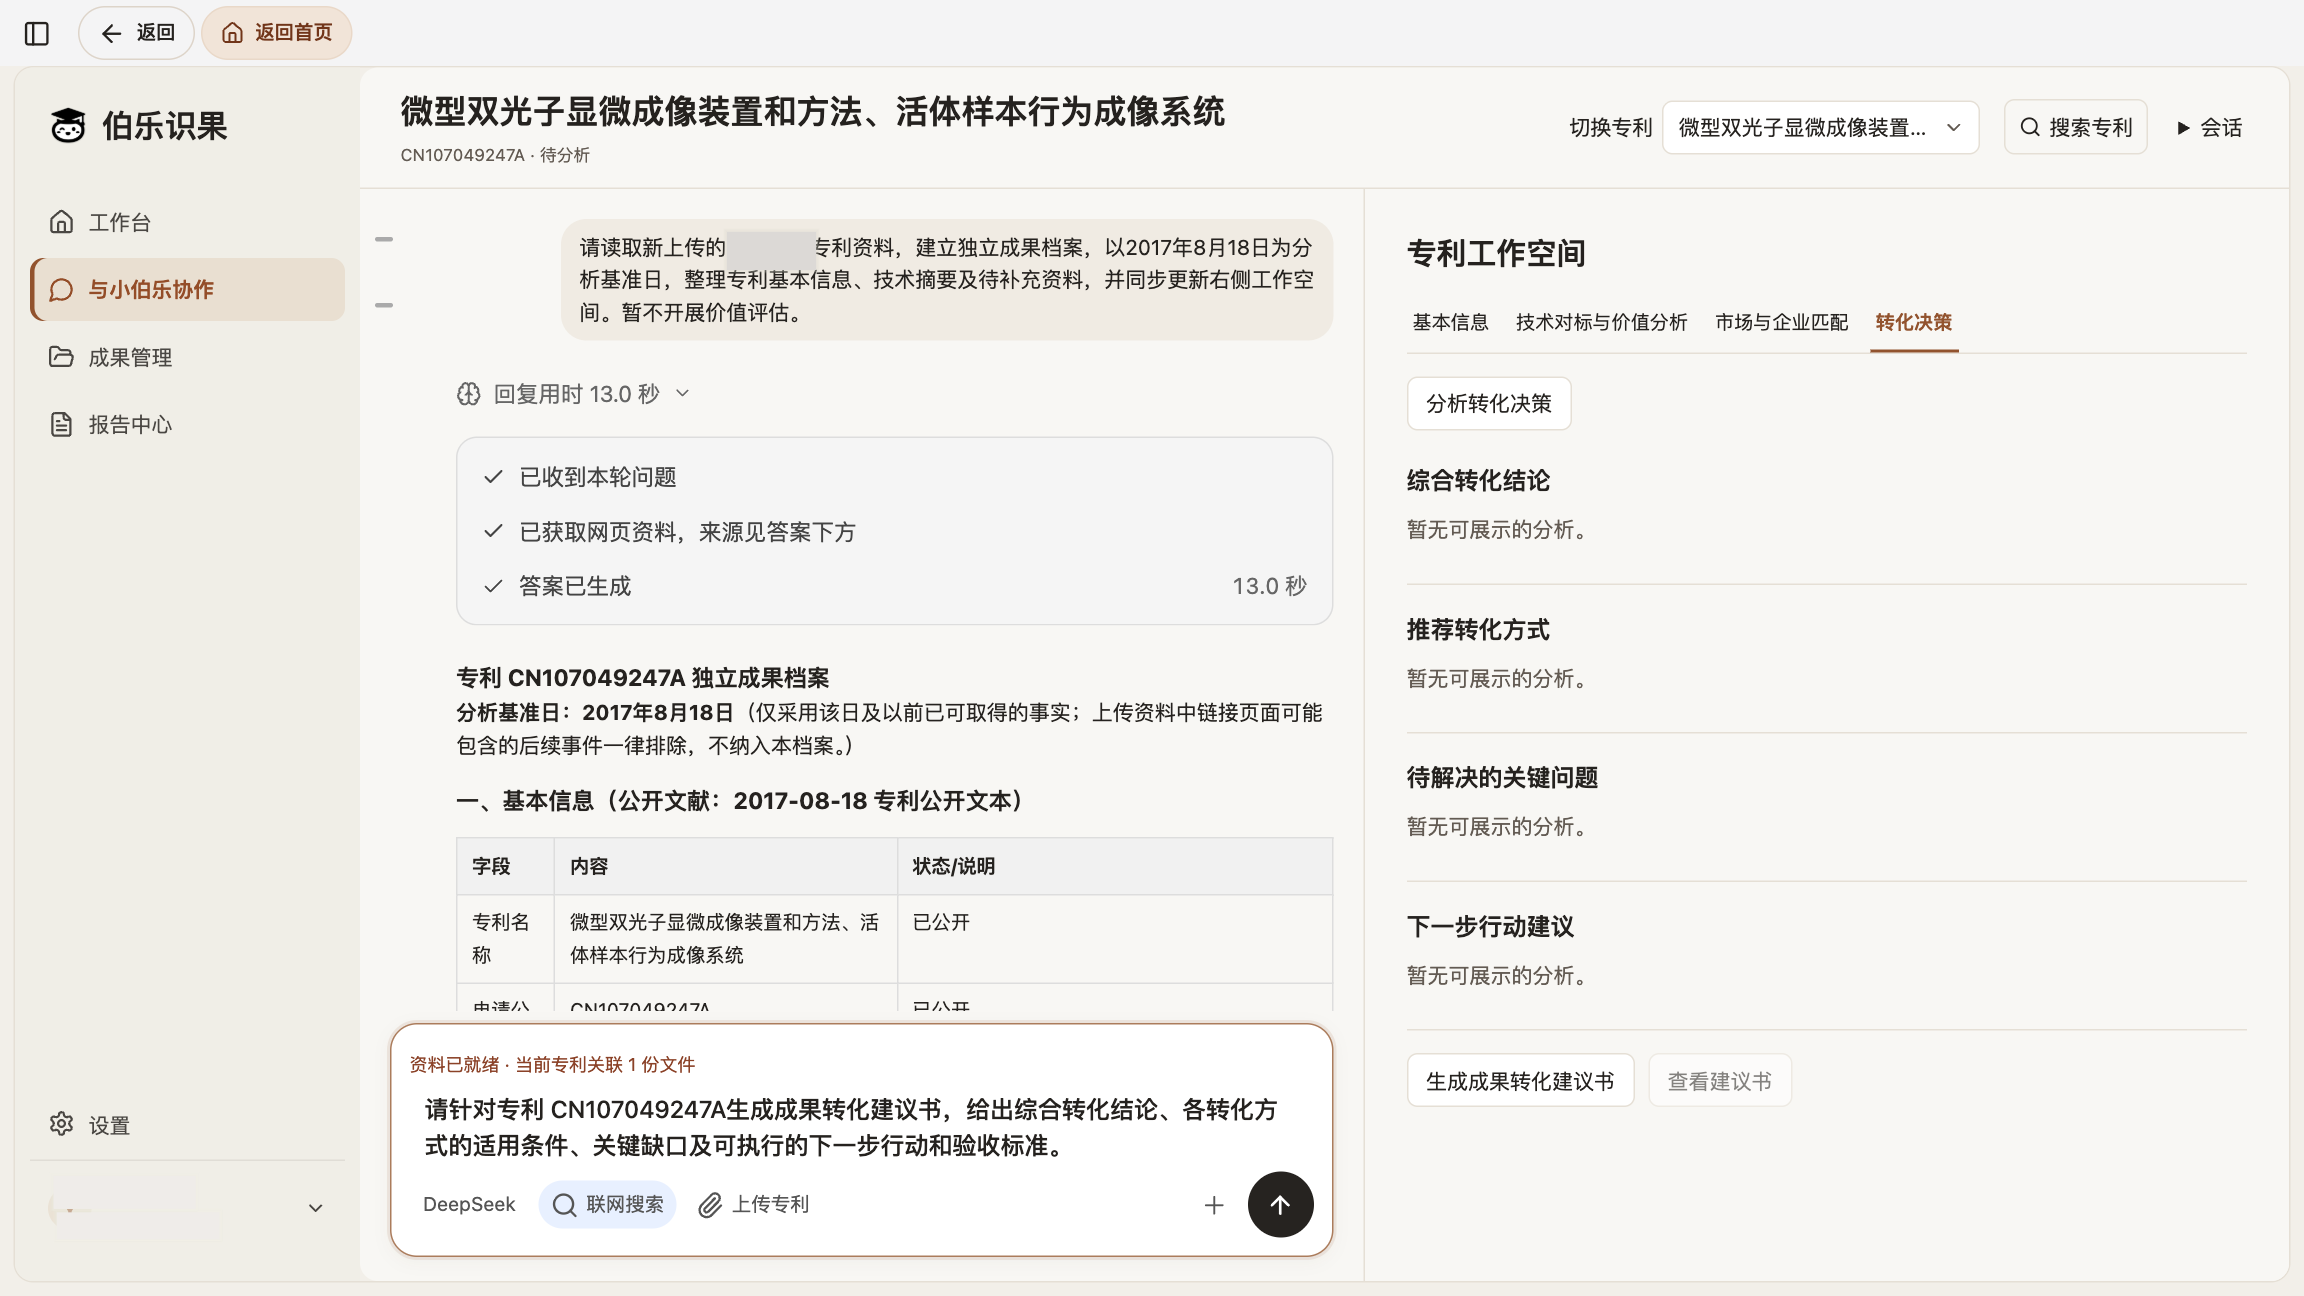 返回
返回首页
伯乐识果
工作台
与小伯乐协作
成果管理
报告中心
设置
微型双光子显微成像装置和方法、活体样本行为成像系统
CN107049247A · 待分析
切换专利
微型双光子显微成像装置...
搜索专利
会话
请读取新上传的 专利资料，建立独立成果档案，以2017年8月18日为分
析基准日，整理专利基本信息、技术摘要及待补充资料，并同步更新右侧工作空
间。暂不开展价值评估。
回复用时 13.0 秒
已收到本轮问题
已获取网页资料，来源见答案下方
答案已生成 13.0 秒
专利 CN107049247A 独立成果档案
分析基准日：2017年8月18日（仅采用该日及以前已可取得的事实；上传资料中链接页面可能
包含的后续事件一律排除，不纳入本档案。）
一、基本信息（公开文献：2017-08-18 专利公开文本）
字段 内容 状态/说明
专利名 微型双光子显微成像装置和方法、活 已公开
称 体样本行为成像系统
申请公 CN107049247A 已公开
资料已就绪 · 当前专利关联 1 份文件
请针对专利 CN107049247A生成成果转化建议书，给出综合转化结论、各转化方
式的适用条件、关键缺口及可执行的下一步行动和验收标准。
DeepSeek
联网搜索
上传专利
专利工作空间
基本信息 技术对标与价值分析 市场与企业匹配 转化决策
分析转化决策
综合转化结论
暂无可展示的分析。
推荐转化方式
暂无可展示的分析。
待解决的关键问题
暂无可展示的分析。
下一步行动建议
暂无可展示的分析。
生成成果转化建议书
查看建议书